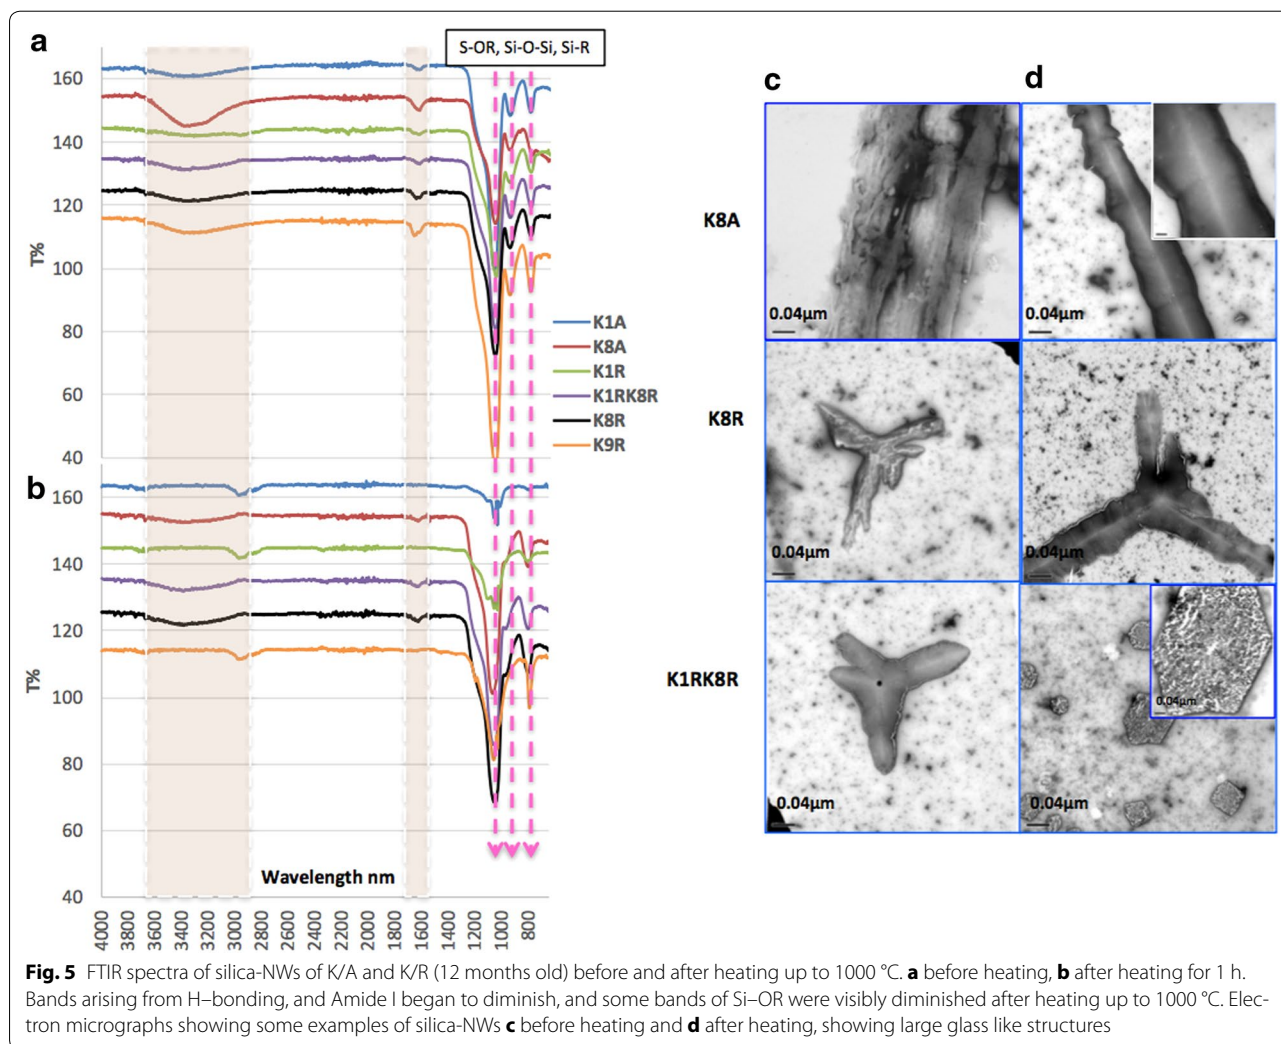 a
S-OR, Si-O-Si, Si-R
c
d
160
140
120
100
80
60
40
T%
K1A
K8A
K1R
K1RK8R
K8R
K9R
b
160
140
120
100
80
60
40
T%
Wavelength nm
4000
3800
3600
3400
3200
3000
2800
2600
2400
2200
2000
1800
1600
1400
1200
1000
800
K8A
0.04µm
0.04µm
K8R
0.04µm
0.04µm
K1RK8R
0.04µm
0.04µm
0.04µm
Fig. 5 FTIR spectra of silica-NWs of K/A and K/R (12 months old) before and after heating up to 1000 °C. a before heating, b after heating for 1 h.
Bands arising from H–bonding, and Amide I began to diminish, and some bands of Si–OR were visibly diminished after heating up to 1000 °C. Elec-
tron micrographs showing some examples of silica-NWs c before heating and d after heating, showing large glass like structures